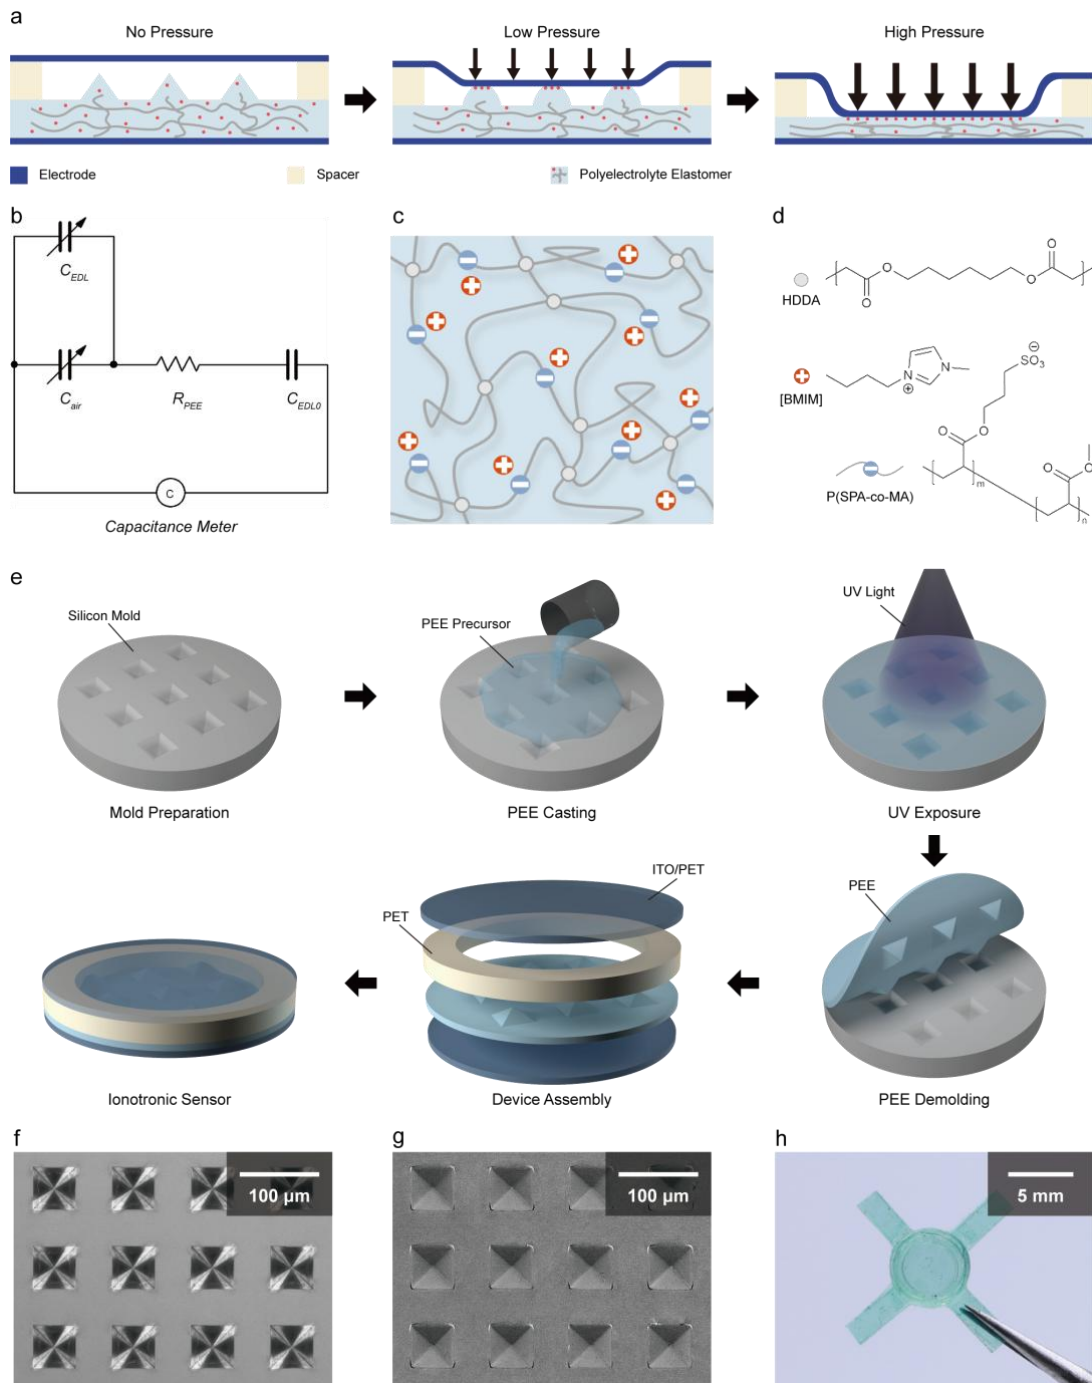 a
No Pressure
Low Pressure
High Pressure
Electrode
Spacer
Polyelectrolyte Elastomer
b
C_EDL
C_air
R_PEE
C_EDL0
C
Capacitance Meter
c
d
HDDA
O
O
O
O
[BMIM]
N
N
+
SO₃
⊖
O
O
O
O
m
n
P(SPA-co-MA)
e
Silicon Mold
Mold Preparation
PEE Precursor
PEE Casting
UV Light
UV Exposure
PEE
PEE Demolding
ITO/PET
PET
Device Assembly
Ionotronic Sensor
f
100 µm
g
100 µm
h
5 mm